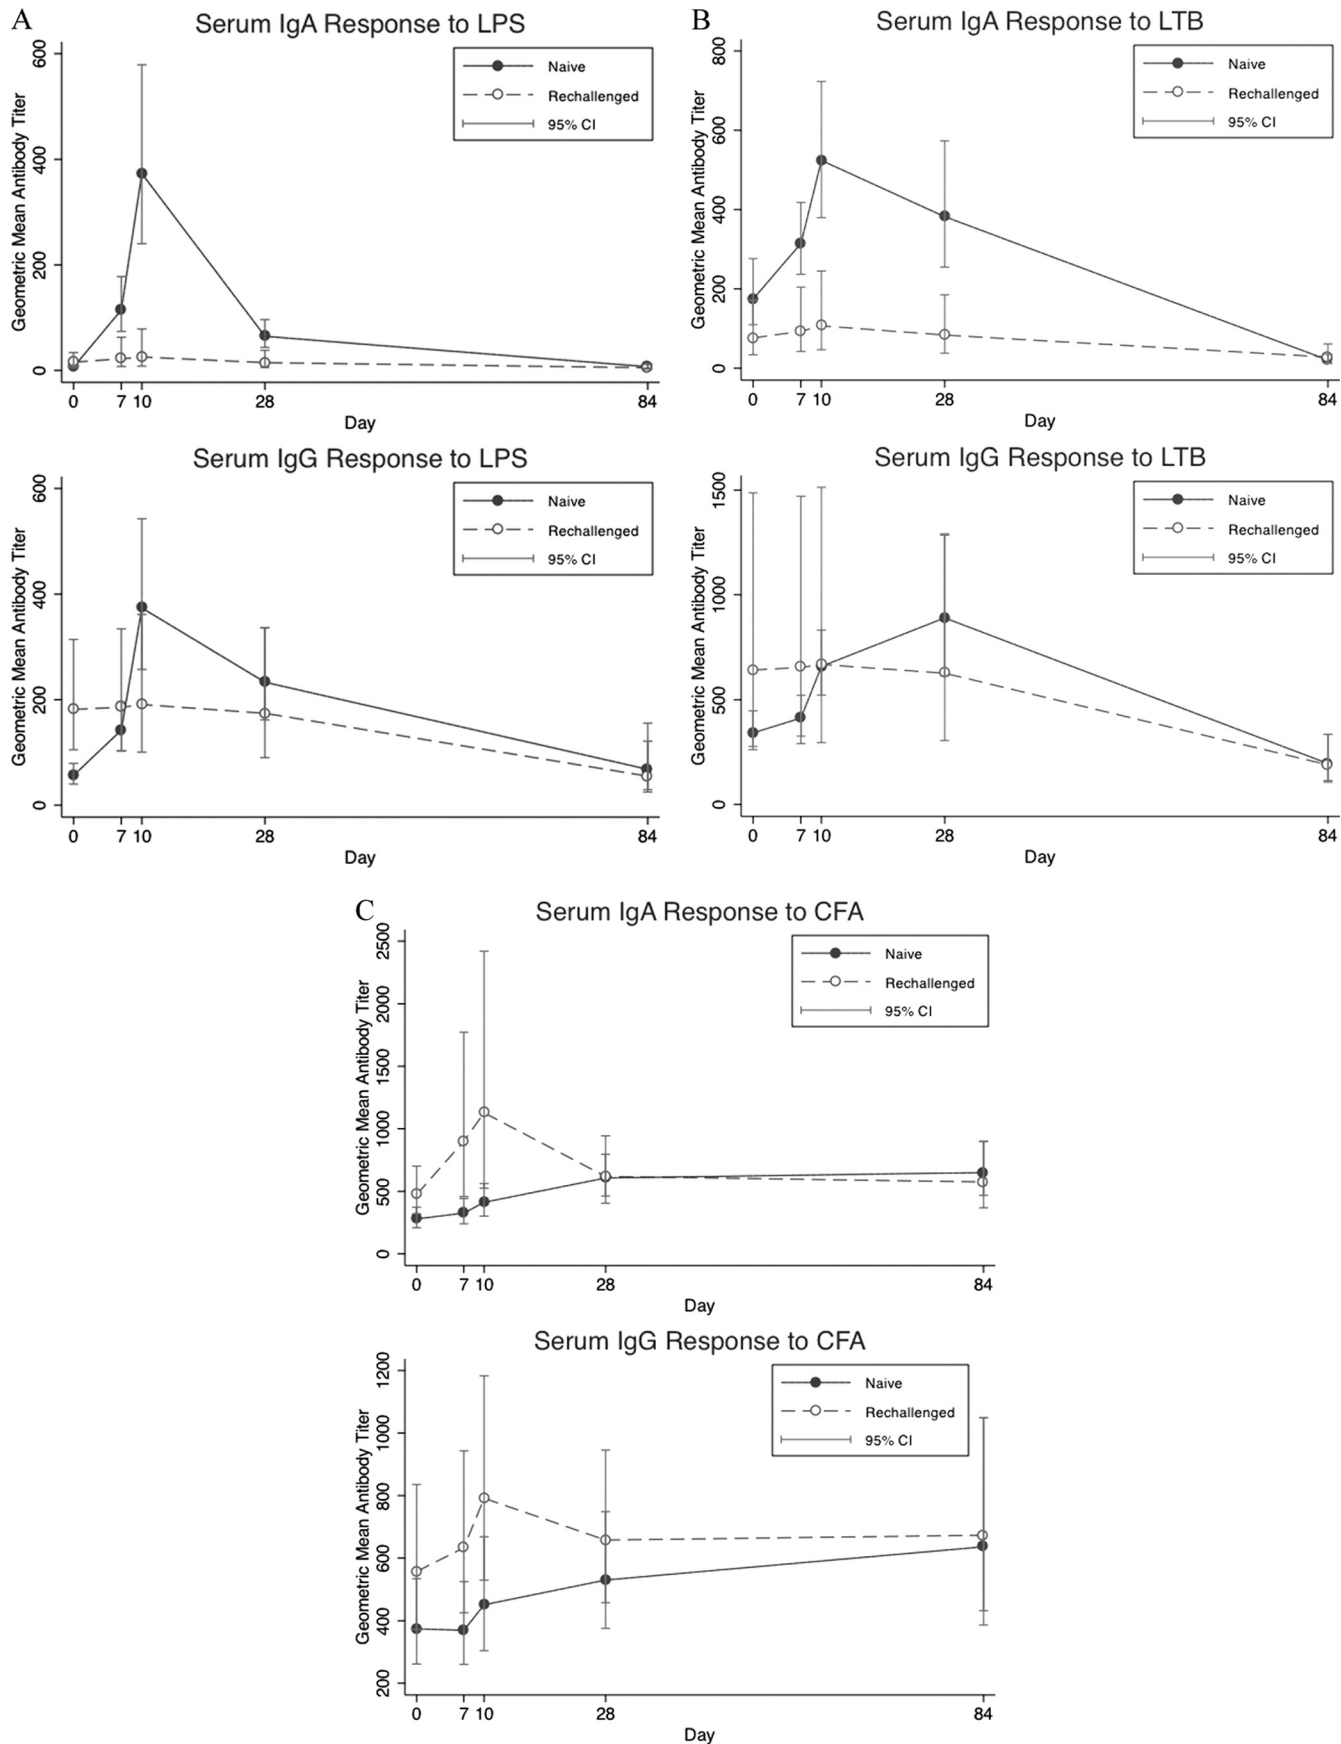 A
Serum IgA Response to LPS
Geometric Mean Antibody Titer
600
400
200
0
Naive
Rechallenged
95% CI
0 7 10 28 84
Day
B
Serum IgA Response to LTB
Geometric Mean Antibody Titer
800
600
400
200
0
Naive
Rechallenged
95% CI
0 7 10 28 84
Day
Serum IgG Response to LPS
Geometric Mean Antibody Titer
600
400
200
0
Naive
Rechallenged
95% CI
0 7 10 28 84
Day
Serum IgG Response to LTB
Geometric Mean Antibody Titer
1500
1000
500
0
Naive
Rechallenged
95% CI
0 7 10 28 84
Day
C
Serum IgA Response to CFA
Geometric Mean Antibody Titer
2500
2000
1500
1000
500
0
Naive
Rechallenged
95% CI
0 7 10 28 84
Day
Serum IgG Response to CFA
Geometric Mean Antibody Titer
1200
1000
800
600
400
200
Naive
Rechallenged
95% CI
0 7 10 28 84
Day